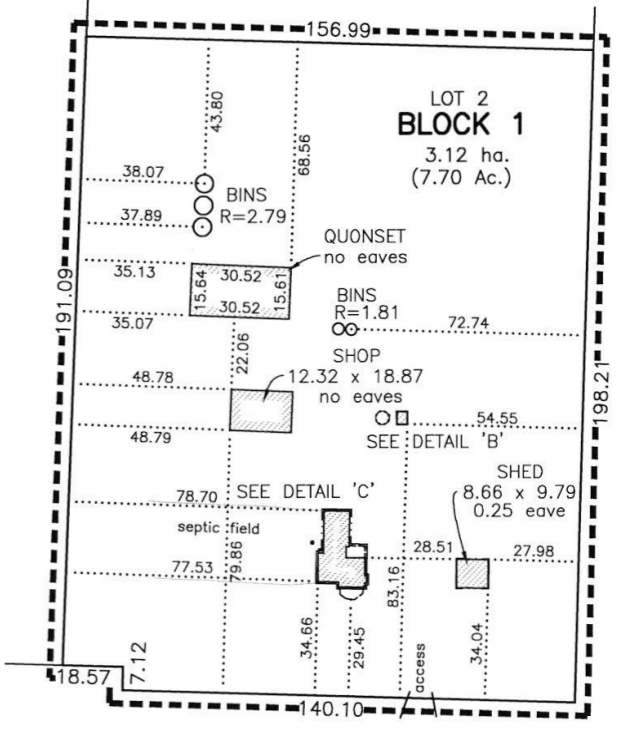 156.99
LOT 2
BLOCK 1
3.12 ha.
(7.70 Ac.)
43.80
68.56
38.07
BINS
R=2.79
37.89
QUONSET
no eaves
35.13
15.64
30.52
15.61
30.52
191.09
35.07
BINS
R=1.81
72.74
22.06
SHOP
12.32 x 18.87
no eaves
48.78
198.21
54.55
48.79
SEE DETAIL 'B'
SHED
8.66 x 9.79
0.25 eave
78.70
SEE DETAIL 'C'
septic field
79.86
28.51
27.98
77.53
83.16
34.66
29.45
34.04
access
7.12
18.57
140.10